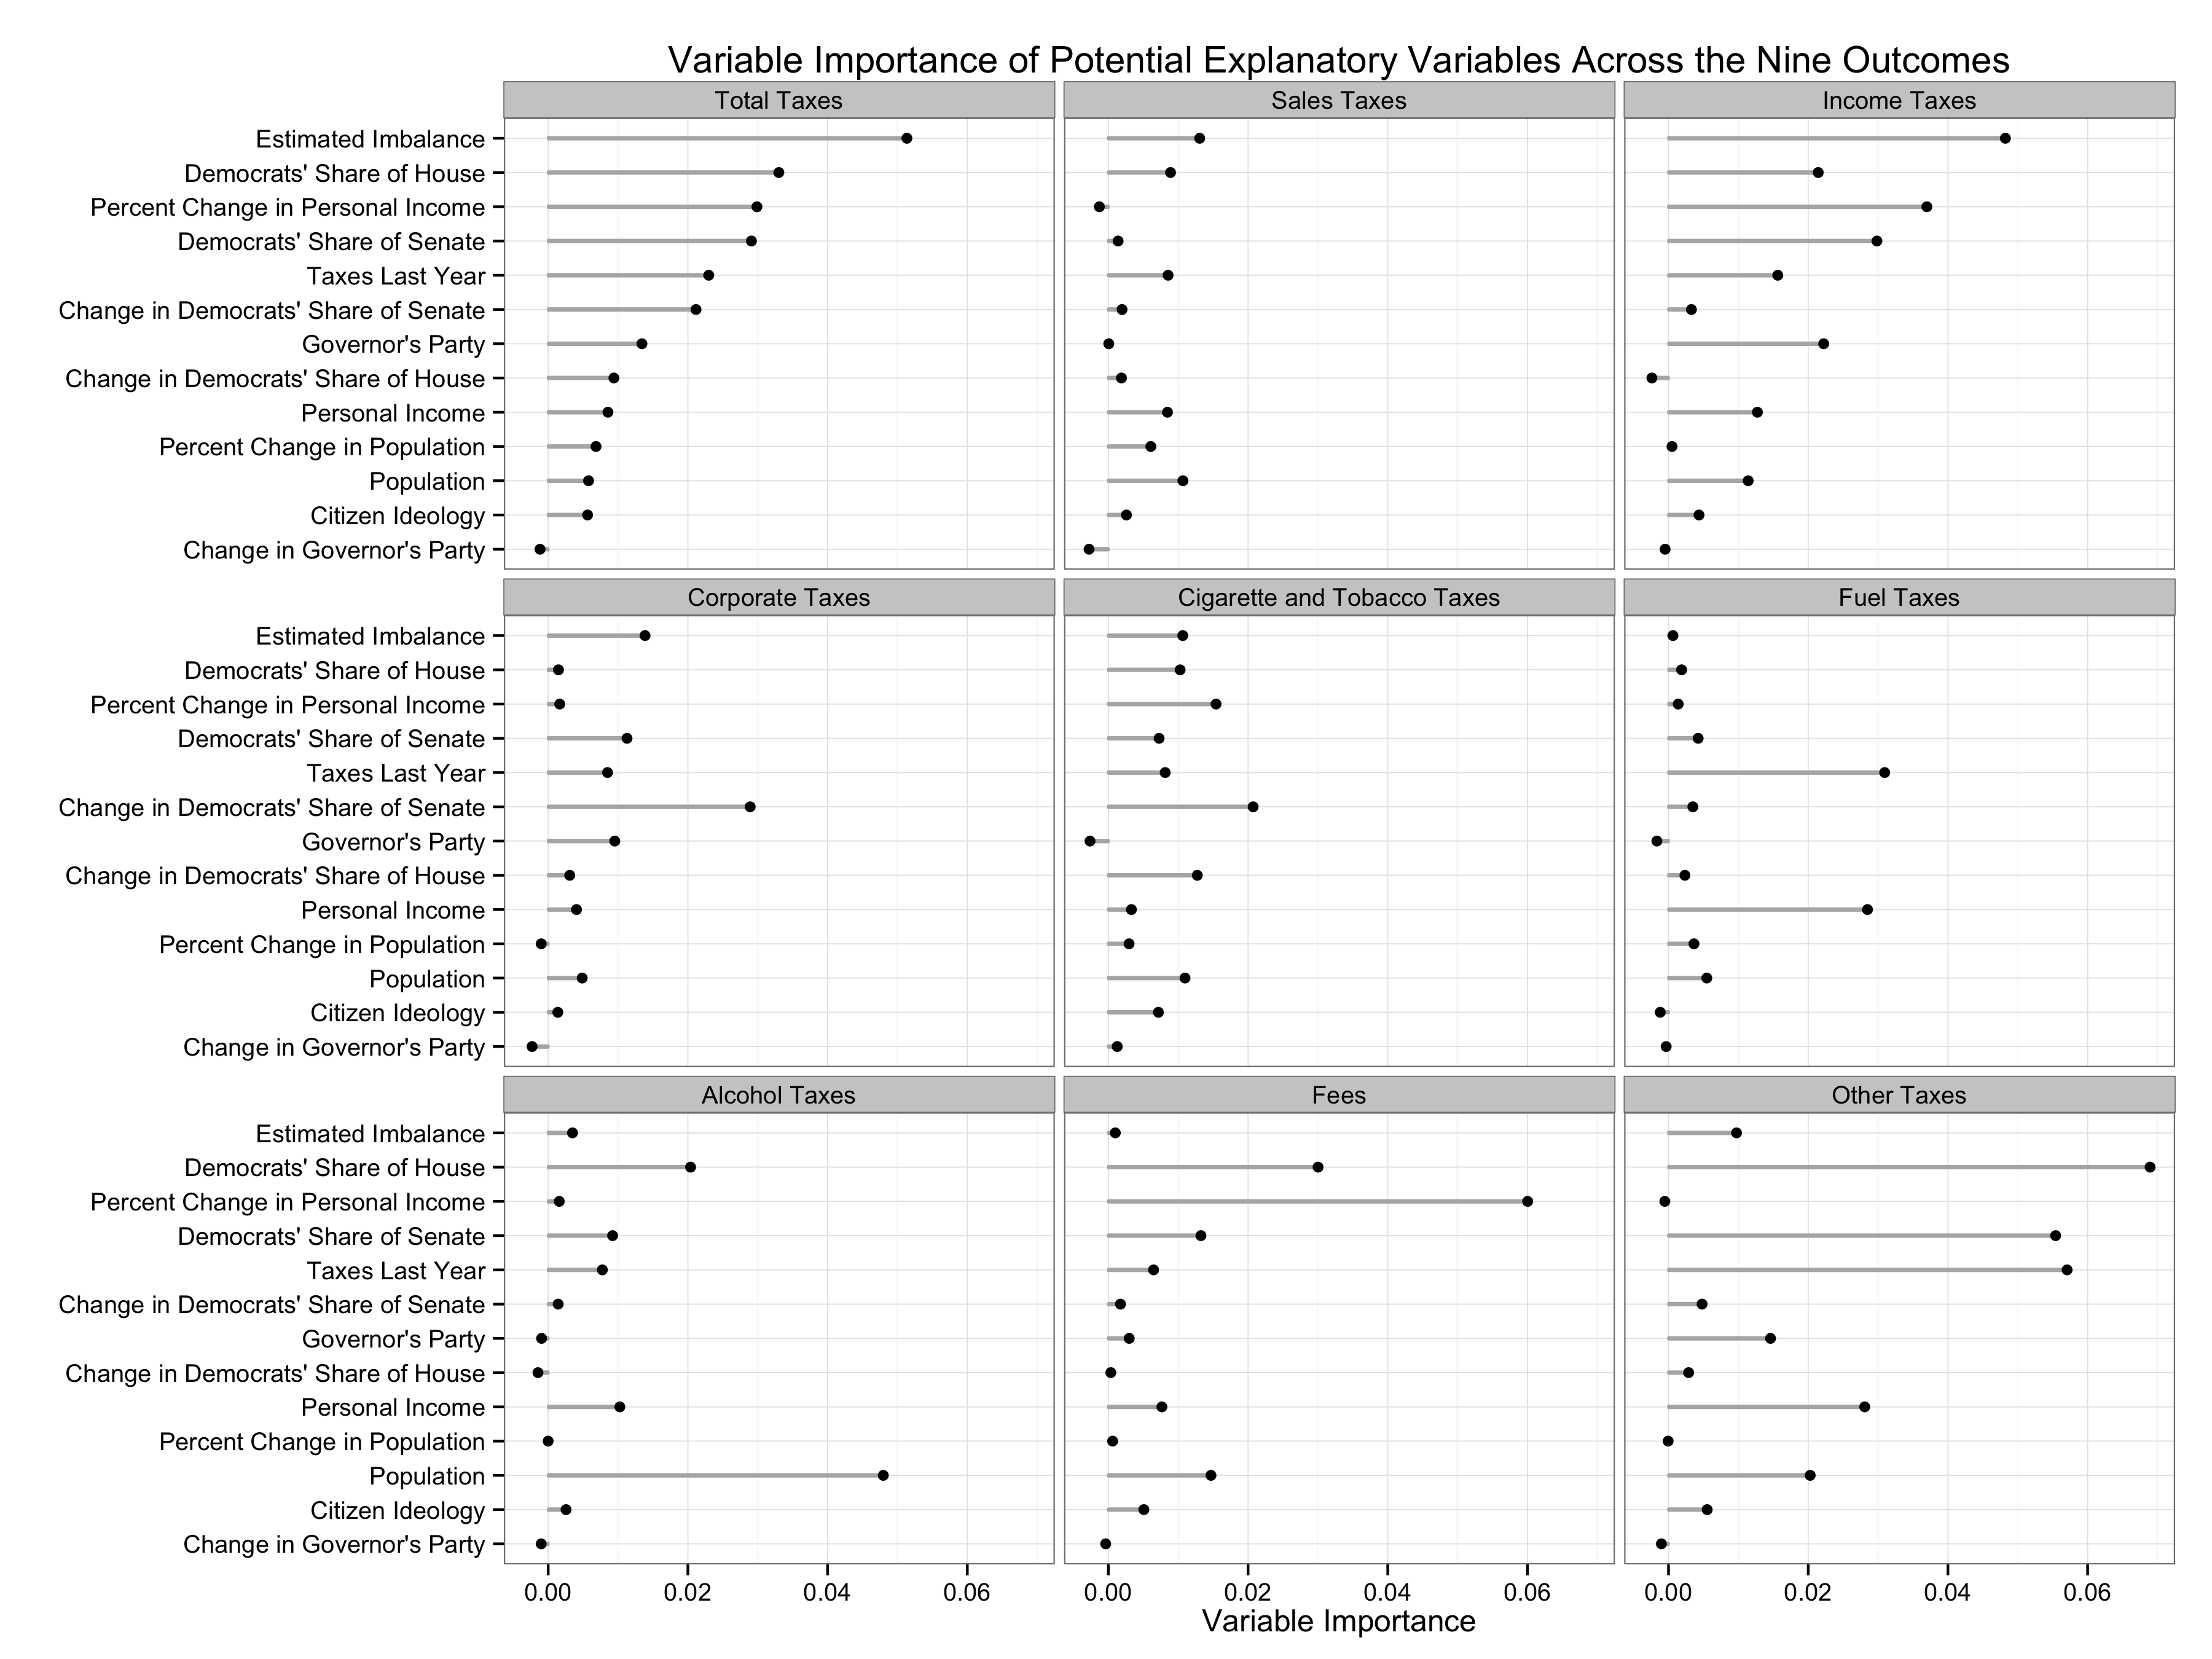 Variable Importance of Potential Explanatory Variables Across the Nine Outcomes
Total Taxes
Sales Taxes
Income Taxes
Estimated Imbalance
Democrats' Share of House
Percent Change in Personal Income
Democrats' Share of Senate
Taxes Last Year
Change in Democrats' Share of Senate
Governor's Party
Change in Democrats' Share of House
Personal Income
Percent Change in Population
Population
Citizen Ideology
Change in Governor's Party
Corporate Taxes
Cigarette and Tobacco Taxes
Fuel Taxes
Estimated Imbalance
Democrats' Share of House
Percent Change in Personal Income
Democrats' Share of Senate
Taxes Last Year
Change in Democrats' Share of Senate
Governor's Party
Change in Democrats' Share of House
Personal Income
Percent Change in Population
Population
Citizen Ideology
Change in Governor's Party
Alcohol Taxes
Fees
Other Taxes
Estimated Imbalance
Democrats' Share of House
Percent Change in Personal Income
Democrats' Share of Senate
Taxes Last Year
Change in Democrats' Share of Senate
Governor's Party
Change in Democrats' Share of House
Personal Income
Percent Change in Population
Population
Citizen Ideology
Change in Governor's Party
0.00 0.02 0.04 0.06
0.00 0.02 0.04 0.06
0.00 0.02 0.04 0.06
Variable Importance